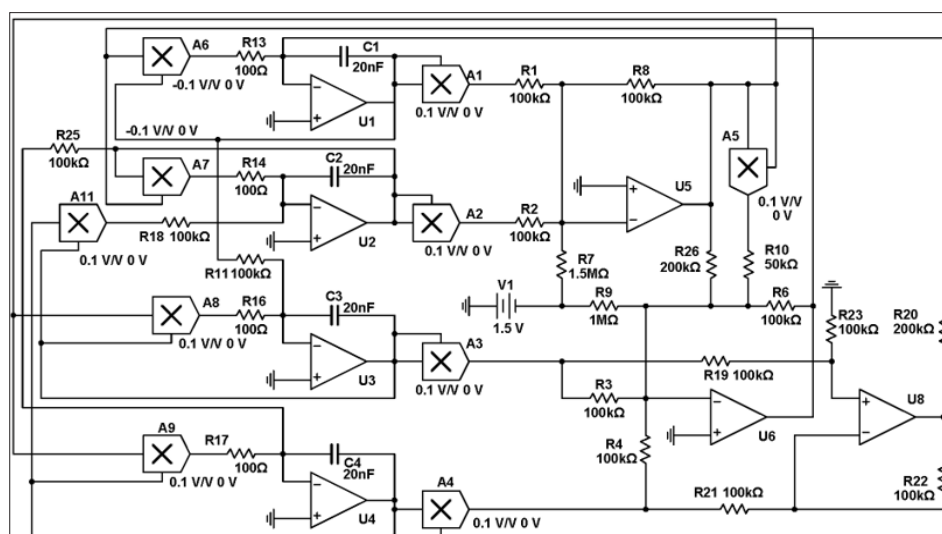 A6
R13
100Ω
-0.1 V/V 0 V
C1
20nF
U1
A1
0.1 V/V 0 V
R1
100kΩ
R8
100kΩ
A5
0.1 V/V
0 V
-0.1 V/V 0 V
R25
100kΩ
A7
R14
100Ω
C2
20nF
U2
A2
0.1 V/V 0 V
R2
100kΩ
U5
A11
R18 100kΩ
0.1 V/V 0 V
R11 100kΩ
R7
1.5MΩ
R26
200kΩ
R10
50kΩ
V1
1.5 V
R9
1MΩ
R6
100kΩ
A8
R16
100Ω
0.1 V/V 0 V
C3
20nF
U3
A3
0.1 V/V 0 V
R23
100kΩ
R20
200kΩ
R19 100kΩ
R3
100kΩ
U6
U8
A9
R17
100Ω
0.1 V/V 0 V
C4
20nF
U4
A4
0.1 V/V 0 V
R4
100kΩ
R21 100kΩ
R22
100kΩ